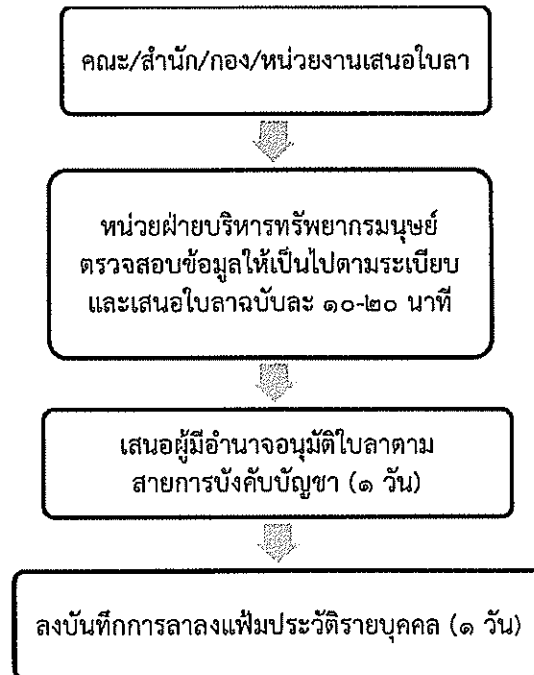 คณะ/สำนัก/กอง/หน่วยงานเสนอใบลา
หน่วยฝ่ายบริหารทรัพยากรมนุษย์
ตรวจสอบข้อมูลให้เป็นไปตามระเบียบ
และเสนอใบลาฉบับละ ๑๐-๒๐ นาที
เสนอผู้มีอำนาจอนุมัติใบลาตาม
สายการบังคับบัญชา (๑ วัน)
ลงบันทึกการลาลงแฟ้มประวัติรายบุคคล (๑ วัน)